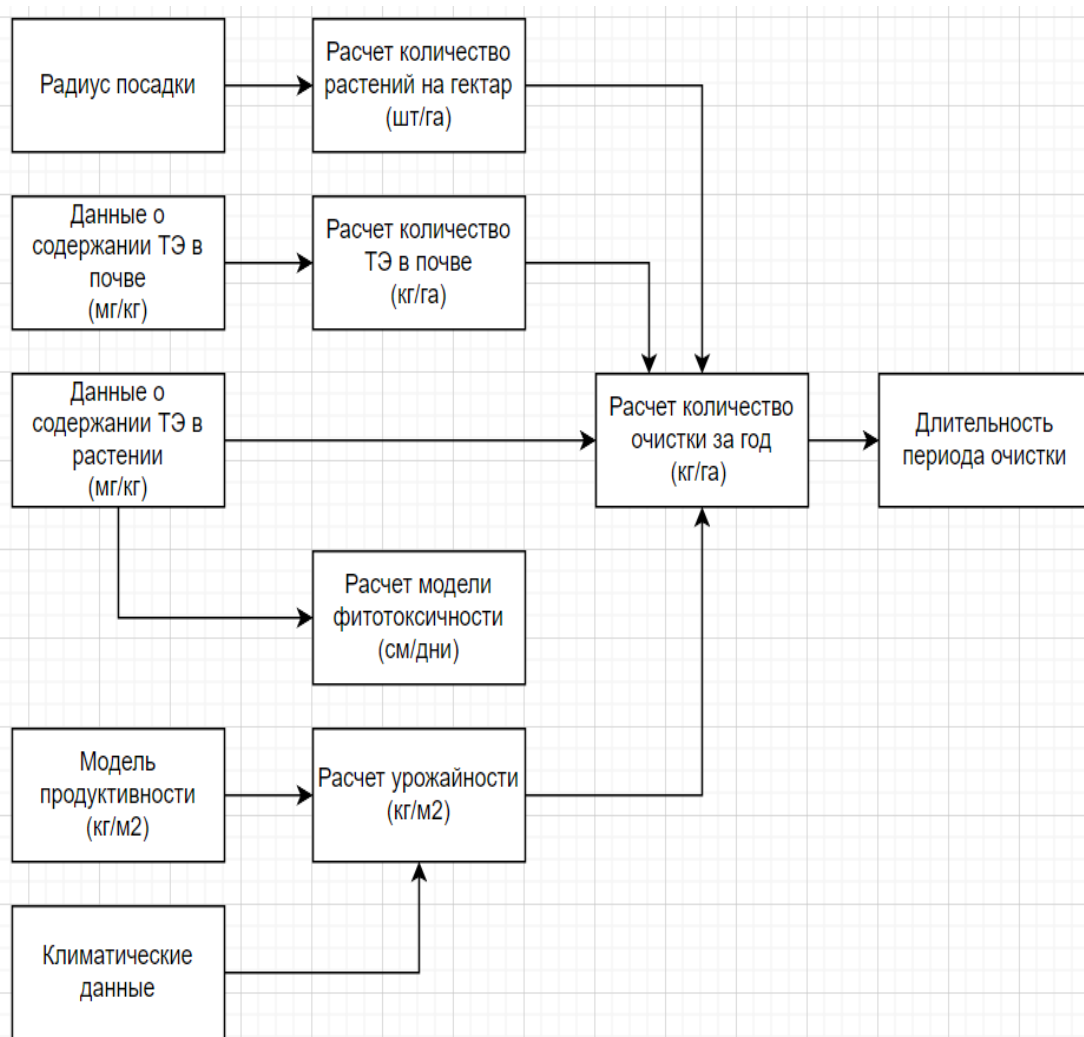 Радиус посадки
Расчет количество
растений на гектар
(шт/га)
Данные о
содержании ТЭ в
почве
(мг/кг)
Расчет количество
ТЭ в почве
(кг/га)
Данные о
содержании ТЭ в
растении
(мг/кг)
Расчет количество
очистки за год
(кг/га)
Длительность
периода очистки
Расчет модели
фитотоксичности
(см/дни)
Модель
продуктивности
(кг/м2)
Расчет урожайности
(кг/м2)
Климатические
данные